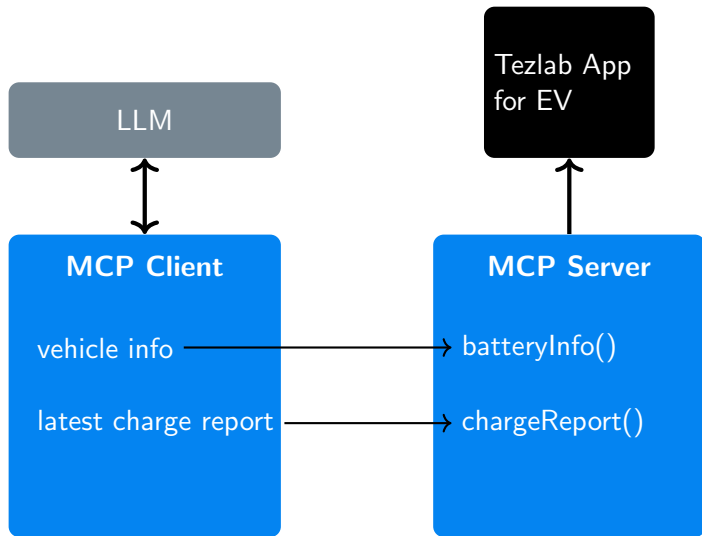 Tezlab App
for EV
LLM
MCP Client
vehicle info
latest charge report
MCP Server
batteryInfo()
chargeReport()